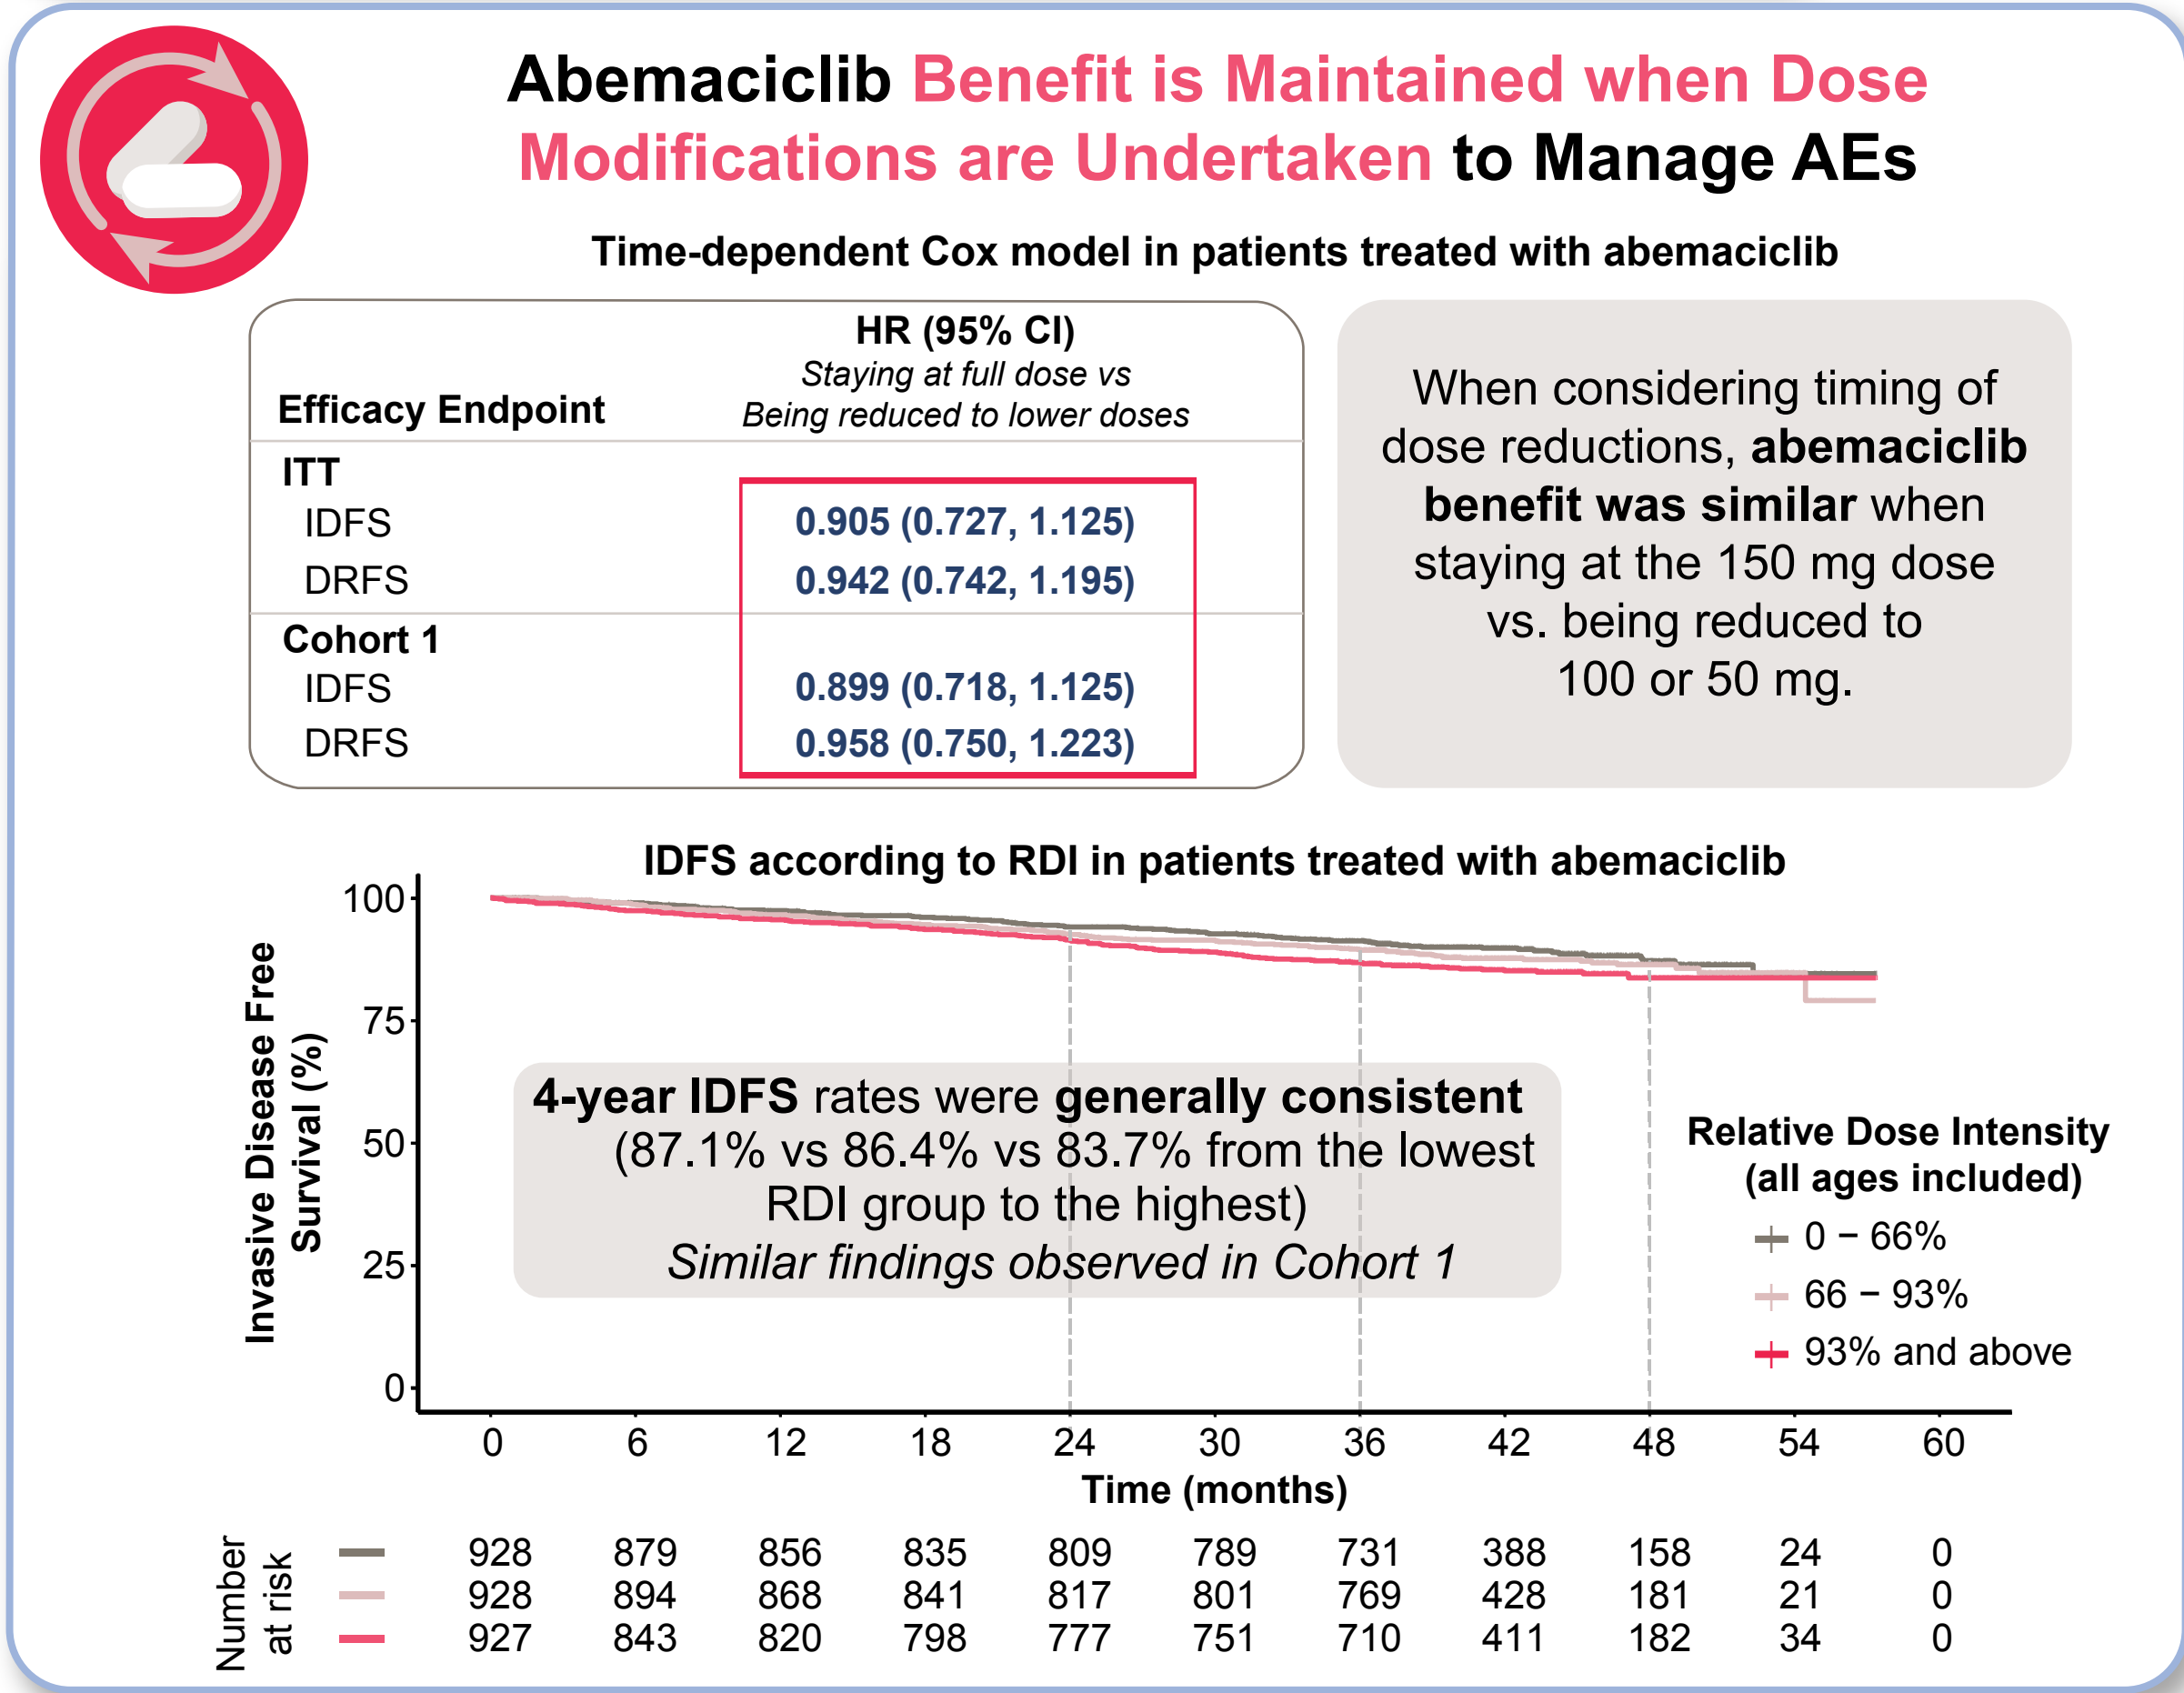 Abemaciclib Benefit is Maintained when Dose
Modifications are Undertaken to Manage AEs
Time-dependent Cox model in patients treated with abemaciclib
Efficacy Endpoint
HR (95% CI)
Staying at full dose vs
Being reduced to lower doses
ITT
IDFS 0.905 (0.727, 1.125)
DRFS 0.942 (0.742, 1.195)
Cohort 1
IDFS 0.899 (0.718, 1.125)
DRFS 0.958 (0.750, 1.223)
When considering timing of
dose reductions, abemaciclib
benefit was similar when
staying at the 150 mg dose
vs. being reduced to
100 or 50 mg.
IDFS according to RDI in patients treated with abemaciclib
Invasive Disease Free
Survival (%)
100
75
50
25
0
4-year IDFS rates were generally consistent
(87.1% vs 86.4% vs 83.7% from the lowest
RDI group to the highest)
Similar findings observed in Cohort 1
Relative Dose Intensity
(all ages included)
0 – 66%
66 – 93%
93% and above
0 6 12 18 24 30 36 42 48 54 60
Time (months)
Number
at risk
928 879 856 835 809 789 731 388 158 24 0
928 894 868 841 817 801 769 428 181 21 0
927 843 820 798 777 751 710 411 182 34 0